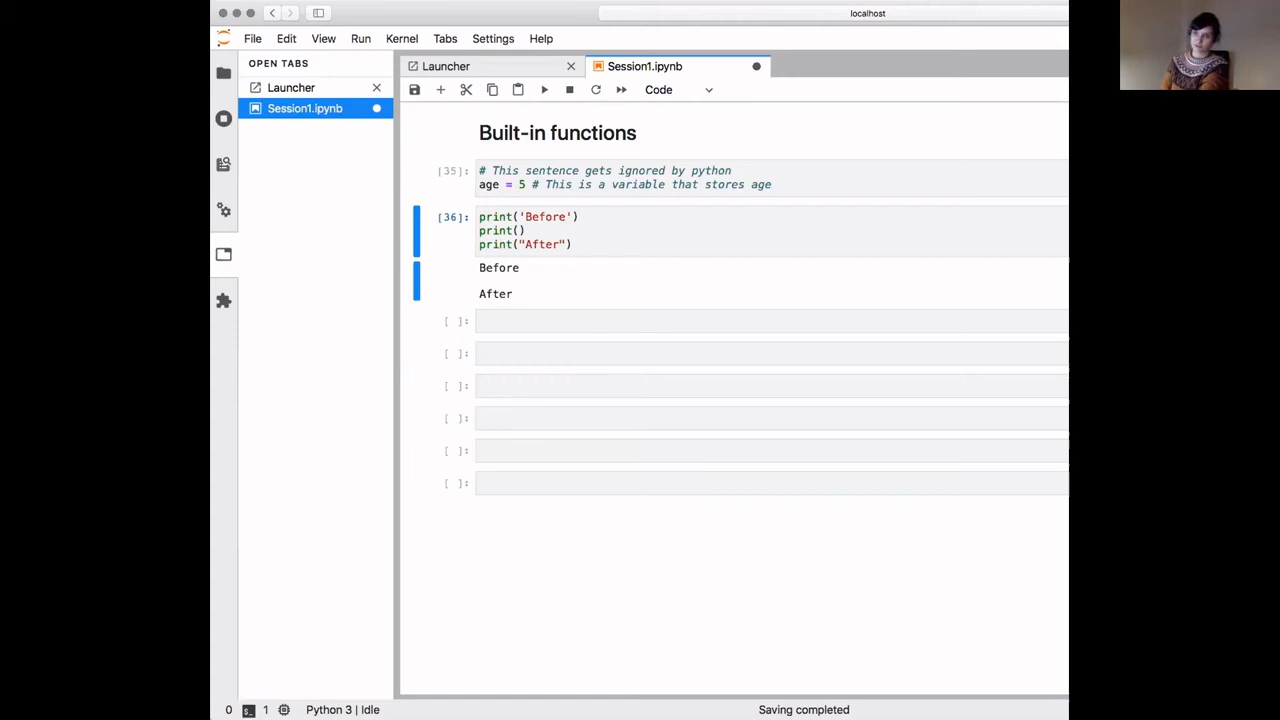 localhost
File Edit View Run Kernel Tabs Settings Help
OPEN TABS
Launcher
Session1.ipynb
Launcher
Session1.ipynb
Code
Built-in functions
[35]:
# This sentence gets ignored by python
age = 5 # This is a variable that stores age
[36]:
print('Before')
print()
print("After")
Before
After
[ ]:
[ ]:
[ ]:
[ ]:
[ ]:
[ ]:
0 $_ 1 Python 3 | Idle Saving completed